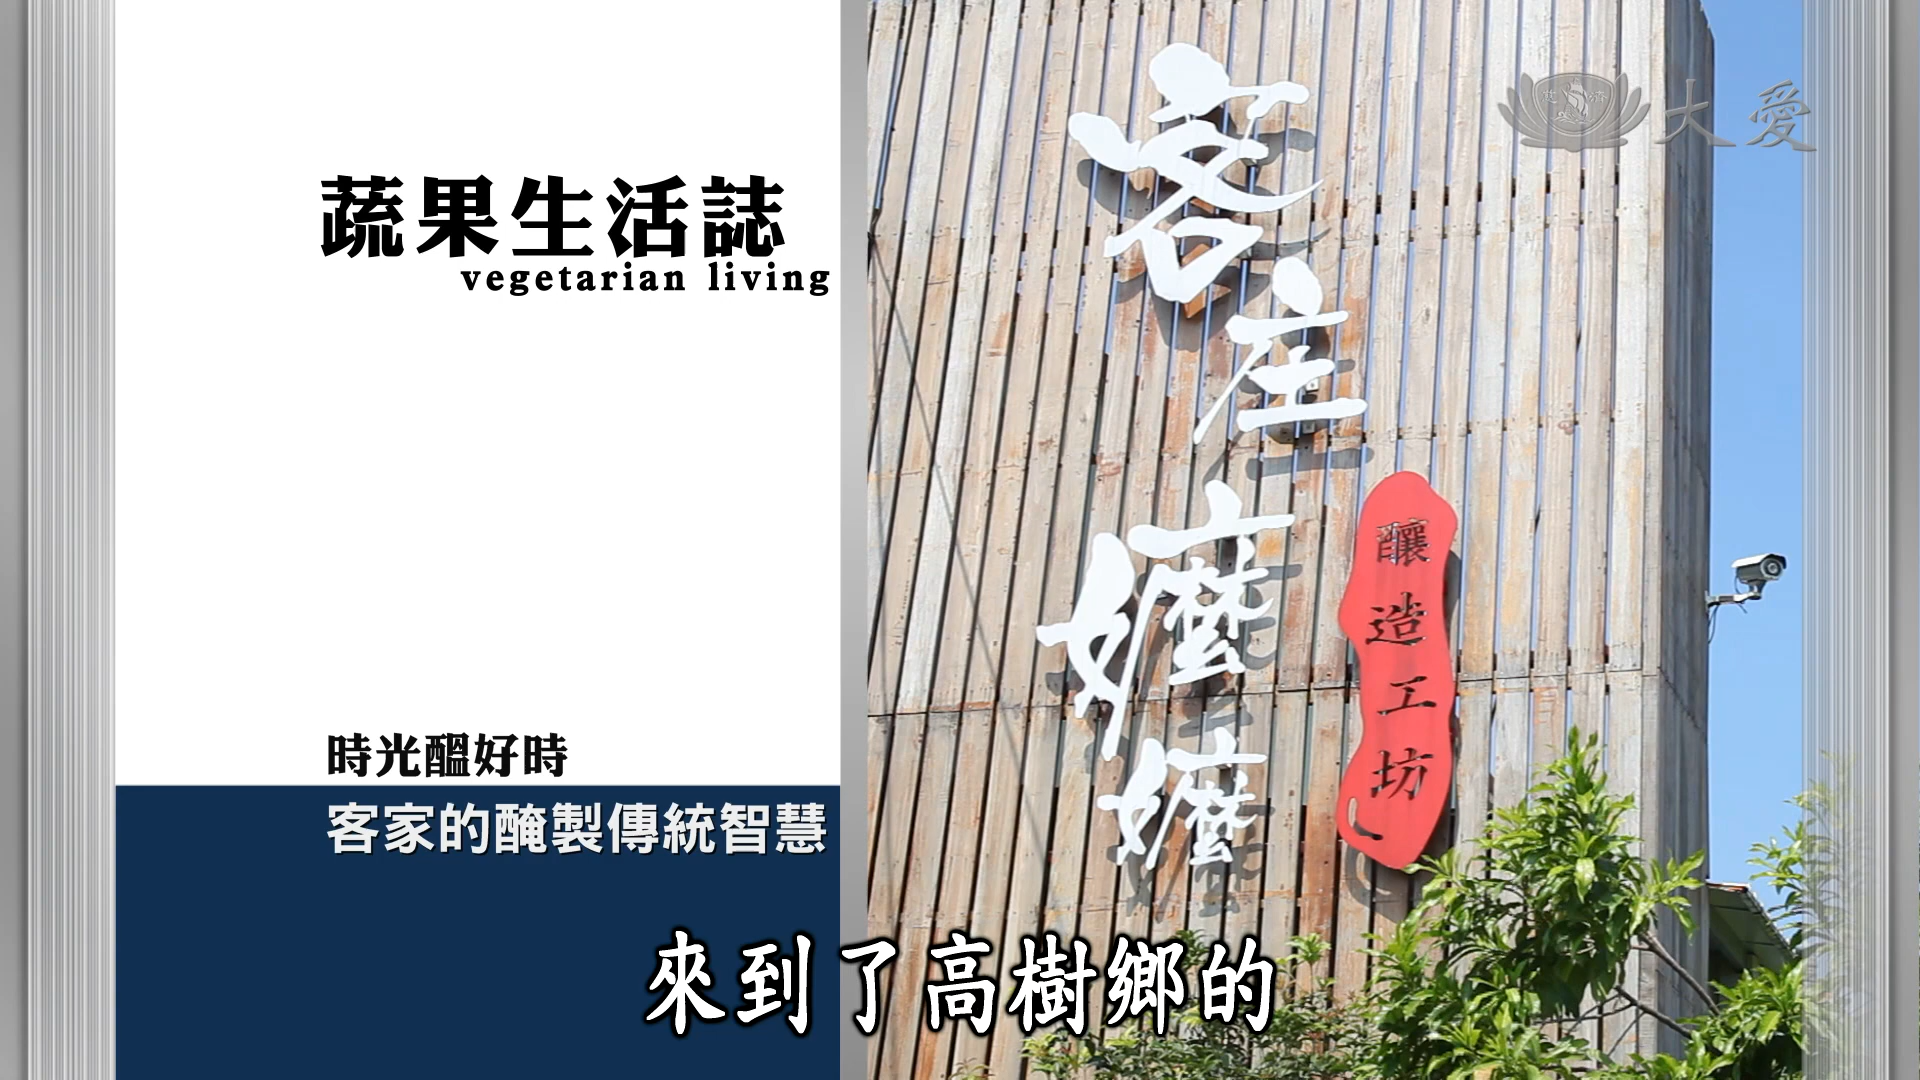 蔬果生活誌
vegetarian living
時光醞好時
客家的醃製傳統智慧
客庄嬤嬤
釀造工坊
大愛
慈濟
來到了高樹鄉的